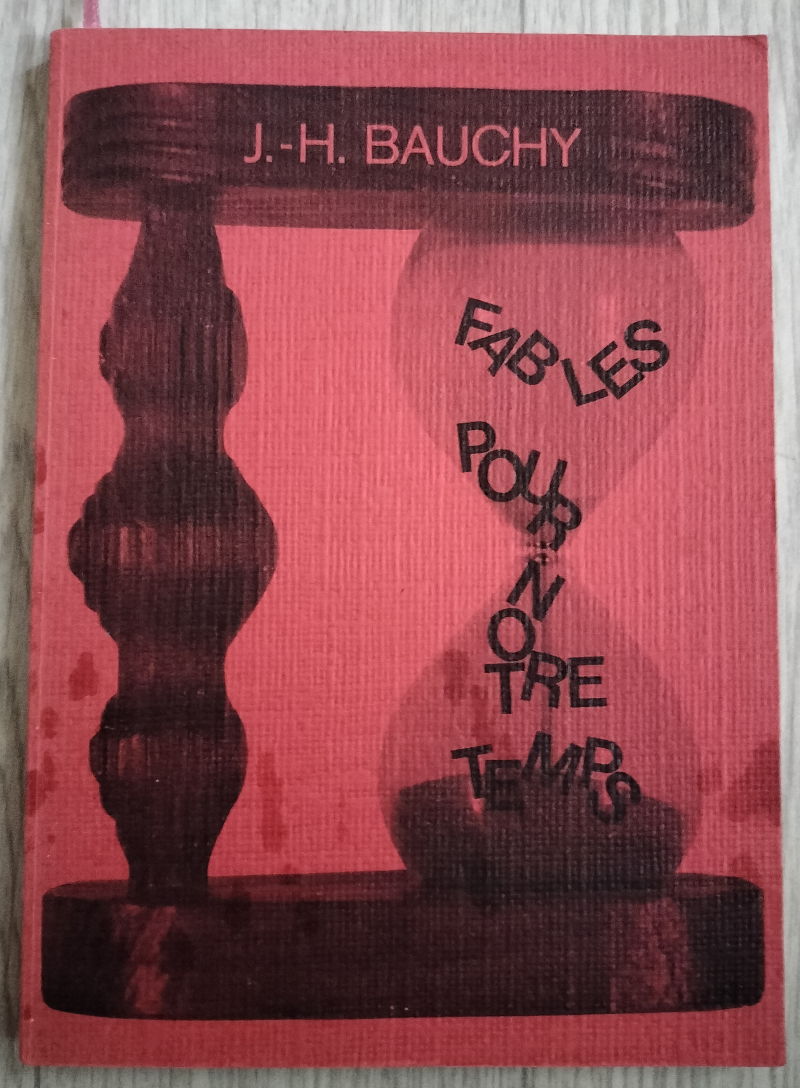 J.-H. BAUCHY
FABLES
POUR
NOTRE
TEMPS